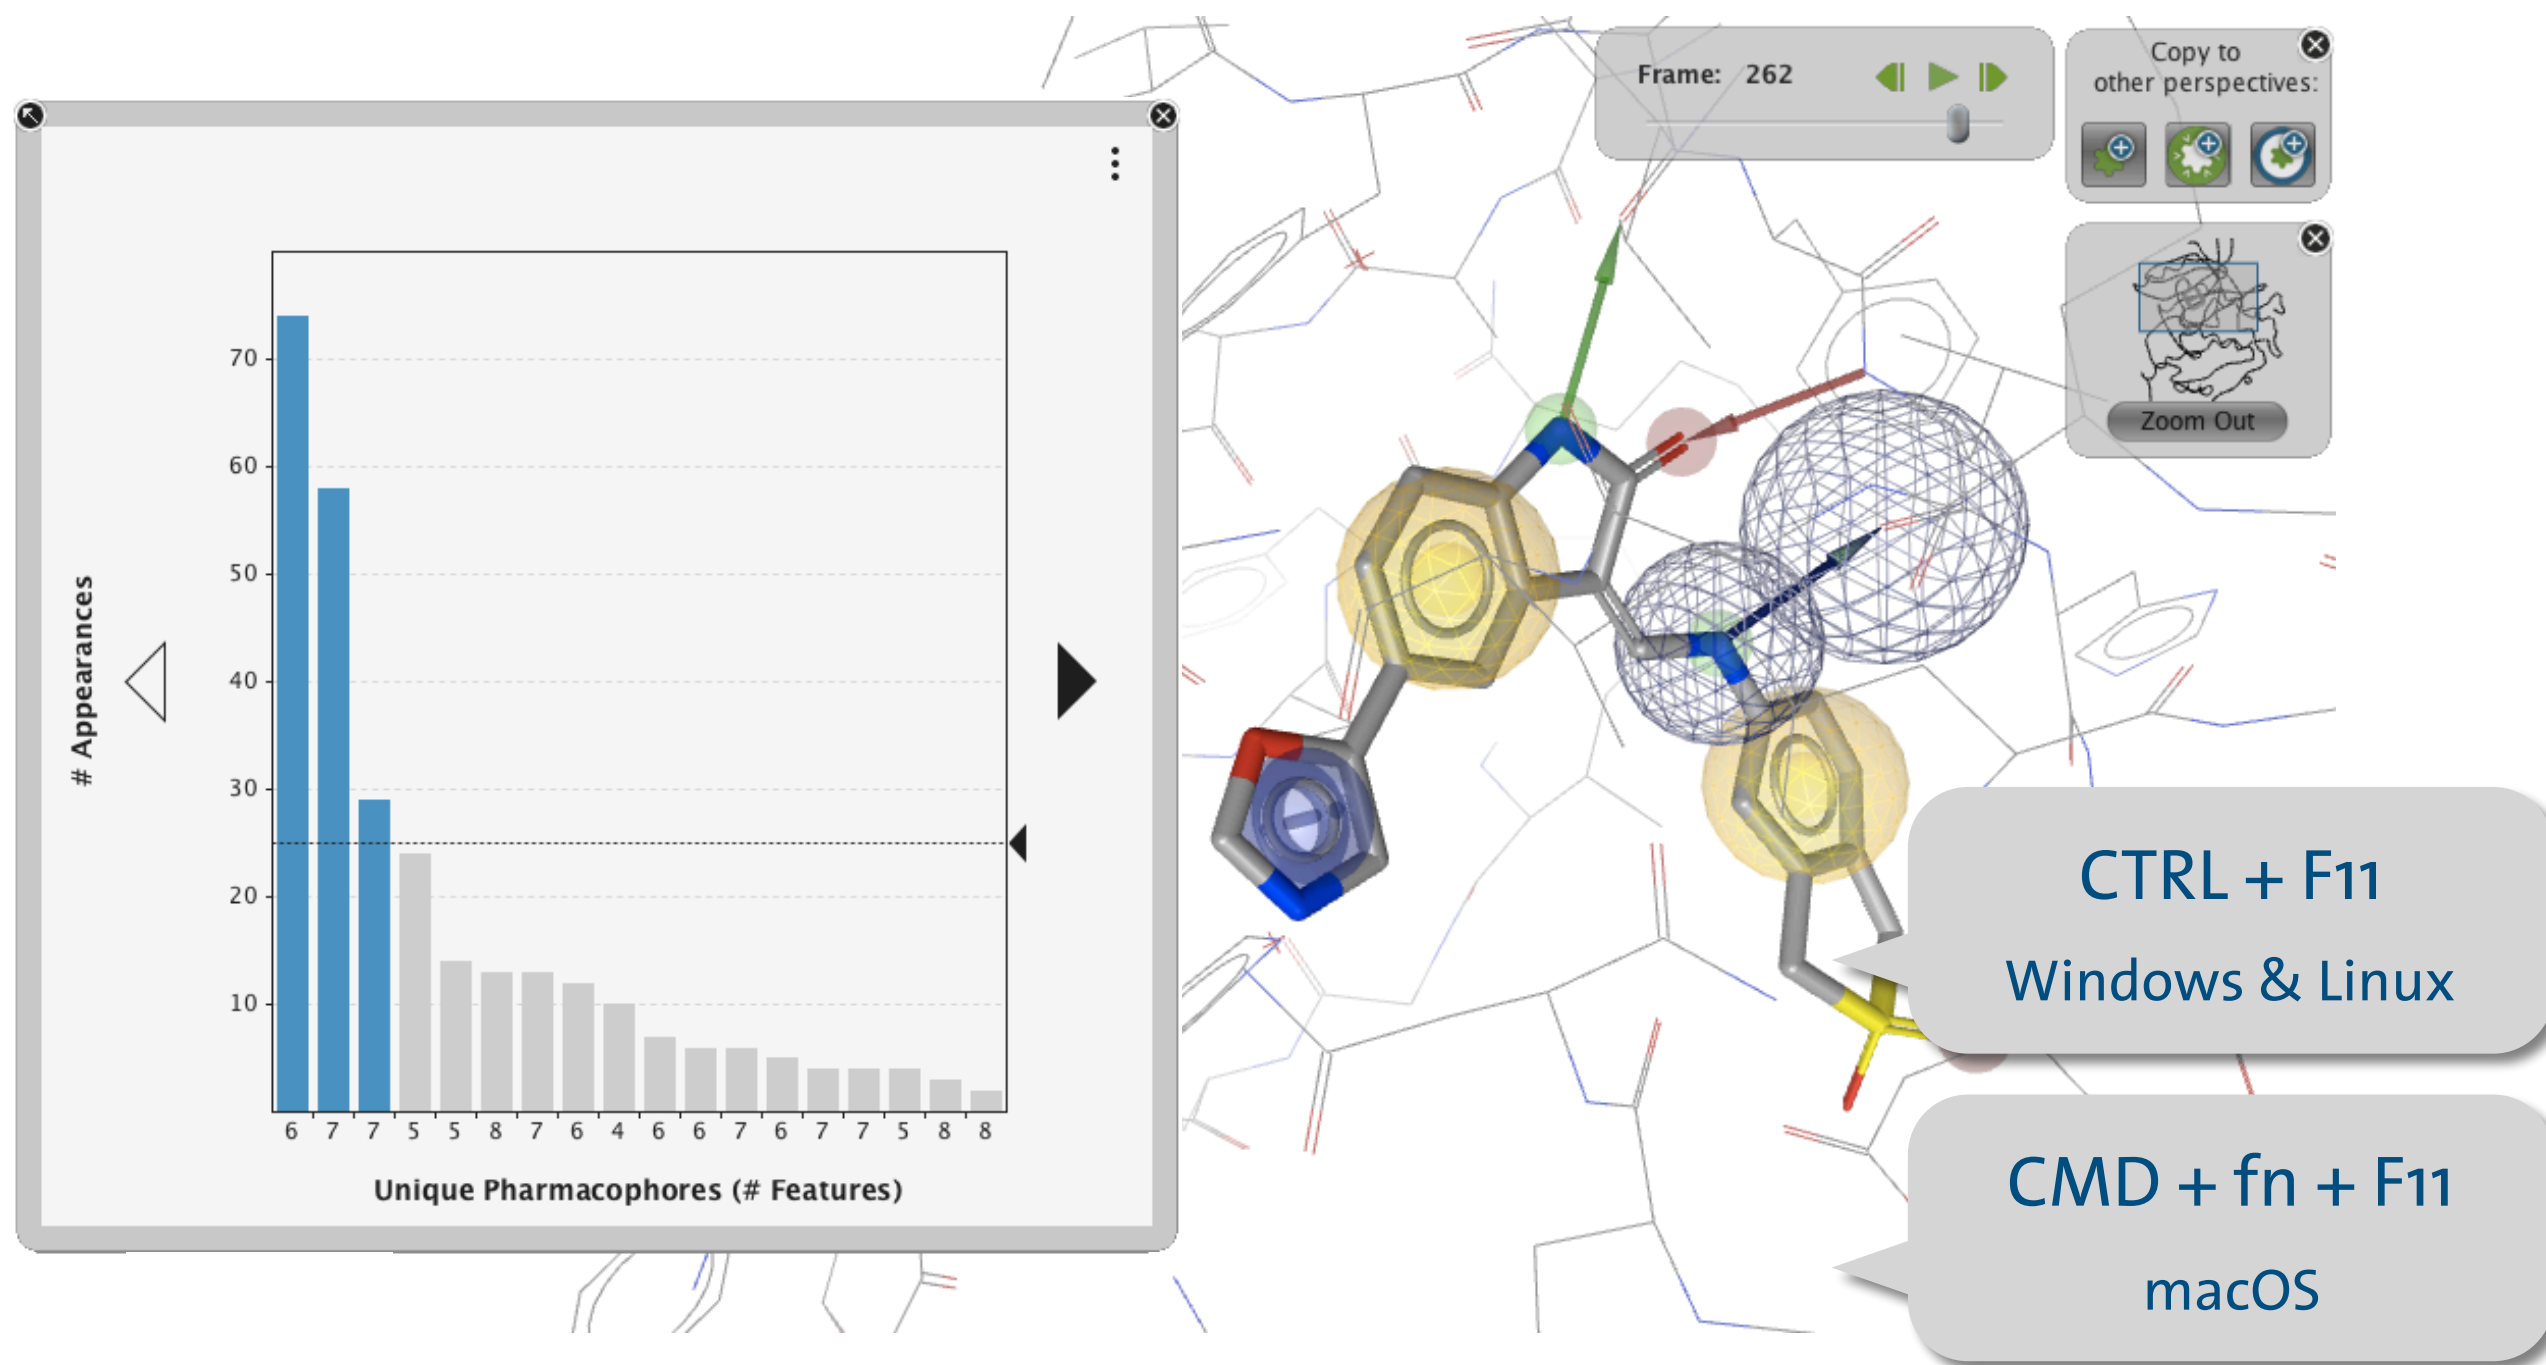 Frame: 262
Copy to
other perspectives:
Zoom Out
# Appearances
70
60
50
40
30
20
10
6 7 7 5 5 8 7 6 4 6 6 7 6 7 7 5 8 8
Unique Pharmacophores (# Features)
CTRL + F11
Windows & Linux
CMD + fn + F11
macOS